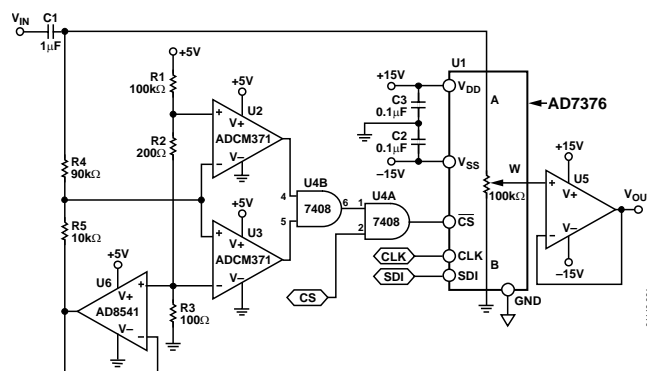 VIN
C1
1µF
+5V
R1
100kΩ
R2
200Ω
R4
90kΩ
R5
10kΩ
+5V
U6
V+
AD8541
V–
+
–
R3
100Ω
+5V
U2
+
V+
ADCM371
–
V–
+5V
U3
+
V+
ADCM371
–
V–
4
U4B
7408
6
5
U4A
1
7408
2
CS
+15V
C3
0.1µF
C2
0.1µF
–15V
U1
VDD
A
AD7376
VSS
W
100kΩ
CS
CLK
CLK
SDI
SDI
B
GND
+15V
U5
+
V+
–
V–
–15V
VOU